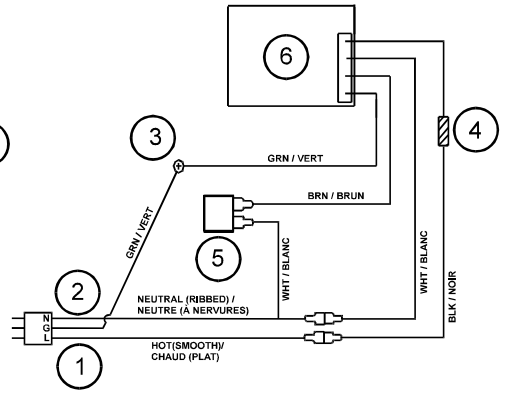 6
3
4
GRN / VERT
BRN / BRUN
GRN / VERT
5
WHT / BLANC
WHT / BLANC
BLK / NOIR
2
NEUTRAL (RIBBED) /
NEUTRE (À NERVURES)
N
G
L
HOT(SMOOTH)/
CHAUD (PLAT)
1